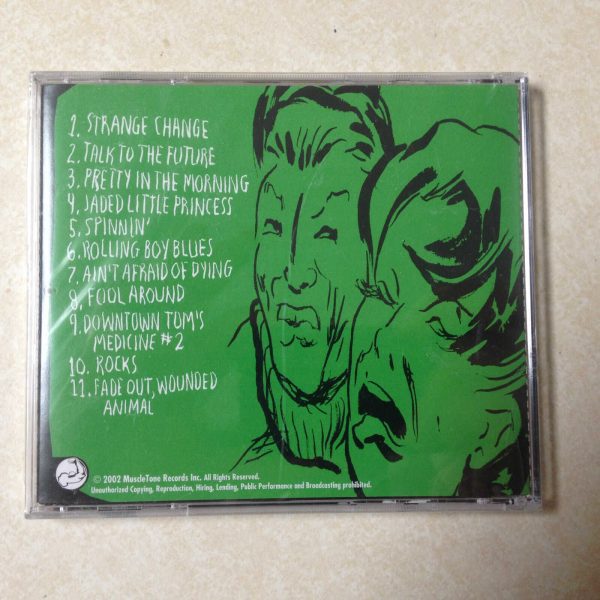 1. STRANGE CHANGE
2. TALK TO THE FUTURE
3. PRETTY IN THE MORNING
4. JADED LITTLE PRINCESS
5. SPINNIN'
6. ROLLING BOY BLUES
7. AIN'T AFRAID OF DYING
8. FOOL AROUND
9. DOWNTOWN TOM'S
MEDICINE #2
10. ROCKS
11. FADE OUT, WOUNDED
ANIMAL
© 2002 MuscleTone Records Inc. All Rights Reserved.
Unauthorized Copying, Reproduction, Hiring, Lending, Public Performance and Broadcasting prohibited.